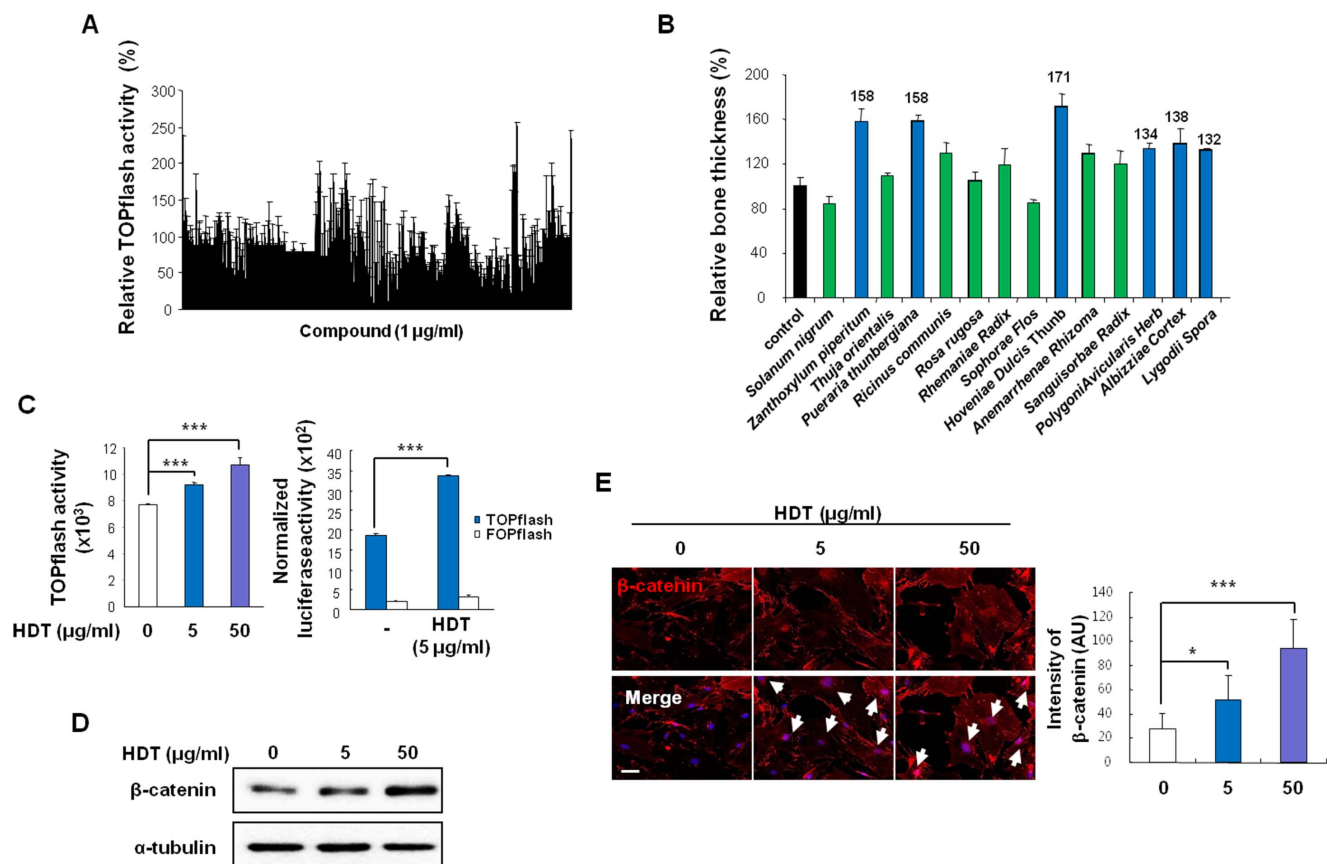 A
Relative TOPflash activity (%)
300
250
200
150
100
50
0
Compound (1 µg/ml)
B
Relative bone thickness (%)
200
160
120
80
40
0
158
158
171
134
138
132
control
Solanum nigrum
Zanthoxylum piperitum
Thuja orientalis
Pueraria thunbergiana
Ricinus communis
Rosa rugosa
Rhemaniae Radix
Sophorae Flos
Hoveniae Dulcis Thunb
Anemarrhenae Rhizoma
Sanguisorbae Radix
PolygoniAvicularis Herb
Albizziae Cortex
Lygodii Spora
C
TOPflash activity
(x10³)
12
10
8
6
4
2
0
***
***
HDT (µg/ml)
0 5 50
Normalized
luciferaseactivity (x10²)
40
35
30
25
20
15
10
5
0
***
TOPflash
FOPflash
- HDT
(5 µg/ml)
D
HDT (µg/ml)
0 5 50
β-catenin
α-tubulin
E
HDT (µg/ml)
0 5 50
β-catenin
Merge
Intensity of
β-catenin (AU)
140
120
100
80
60
40
20
0
***
*
0 5 50